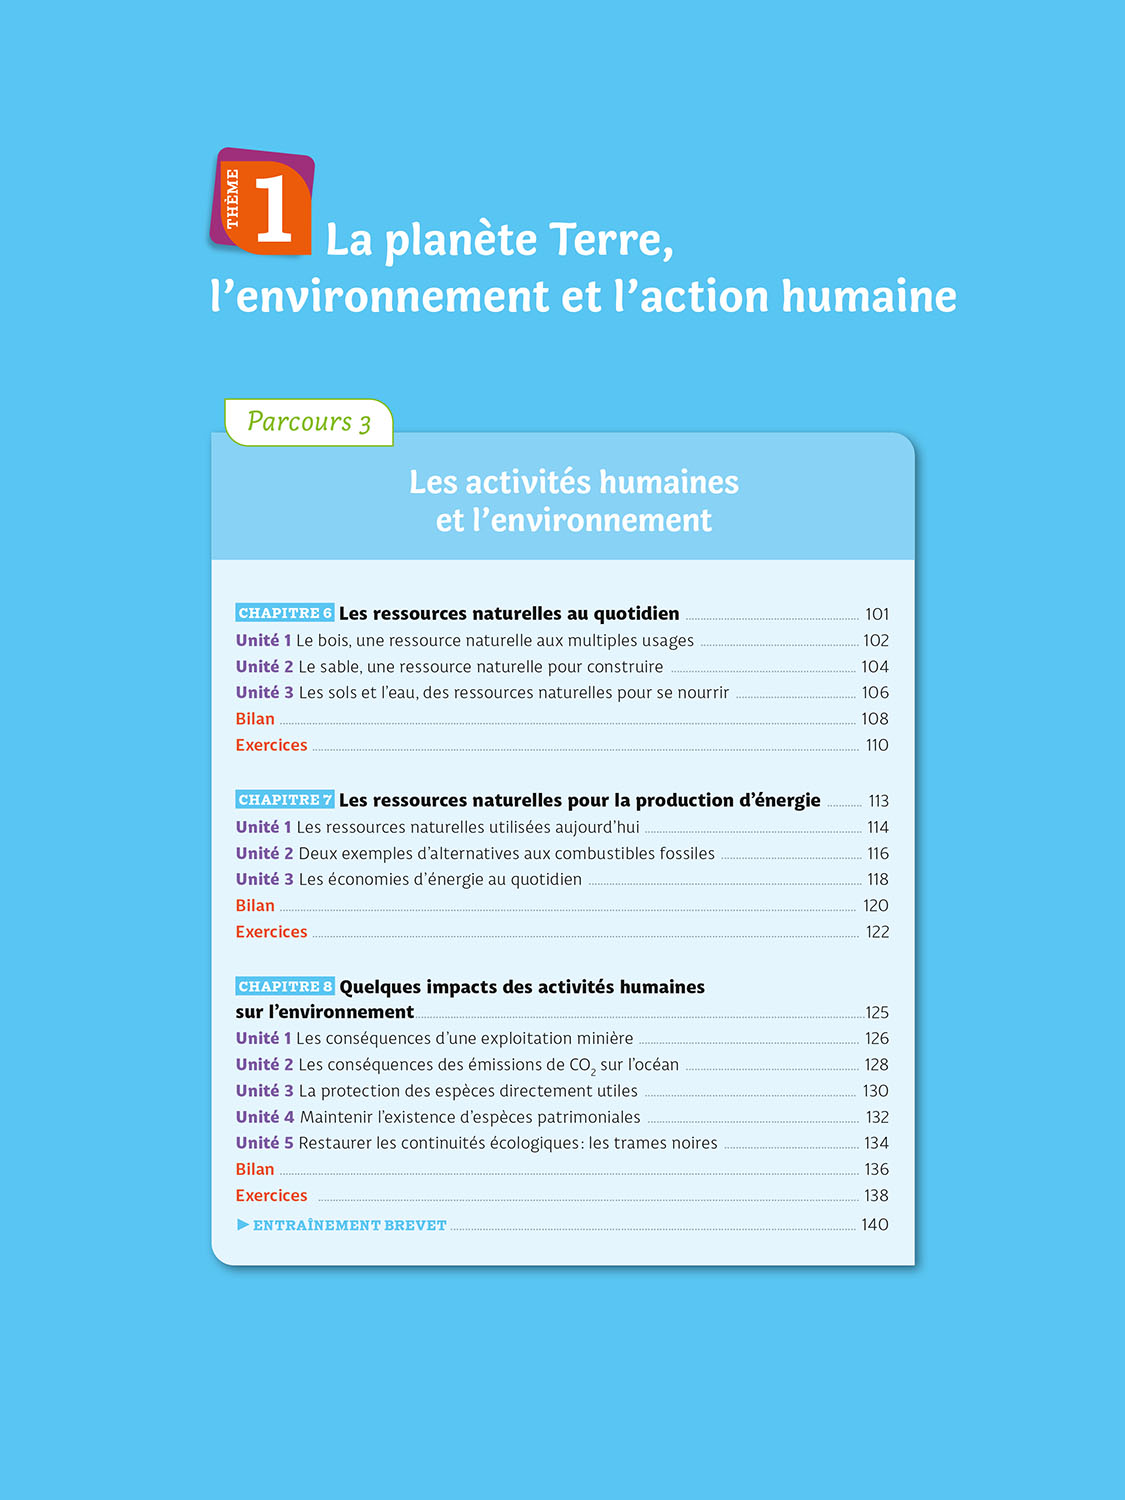 THÈME
1
La planète Terre,
l'environnement et l'action humaine
Parcours 3
Les activités humaines
et l'environnement
CHAPITRE 6 Les ressources naturelles au quotidien 101
Unité 1 Le bois, une ressource naturelle aux multiples usages 102
Unité 2 Le sable, une ressource naturelle pour construire 104
Unité 3 Les sols et l'eau, des ressources naturelles pour se nourrir 106
Bilan 108
Exercices 110
CHAPITRE 7 Les ressources naturelles pour la production d'énergie 113
Unité 1 Les ressources naturelles utilisées aujourd'hui 114
Unité 2 Deux exemples d'alternatives aux combustibles fossiles 116
Unité 3 Les économies d'énergie au quotidien 118
Bilan 120
Exercices 122
CHAPITRE 8 Quelques impacts des activités humaines
sur l'environnement 125
Unité 1 Les conséquences d'une exploitation minière 126
Unité 2 Les conséquences des émissions de CO₂ sur l'océan 128
Unité 3 La protection des espèces directement utiles 130
Unité 4 Maintenir l'existence d'espèces patrimoniales 132
Unité 5 Restaurer les continuités écologiques : les trames noires 134
Bilan 136
Exercices 138
▶ ENTRAÎNEMENT BREVET 140